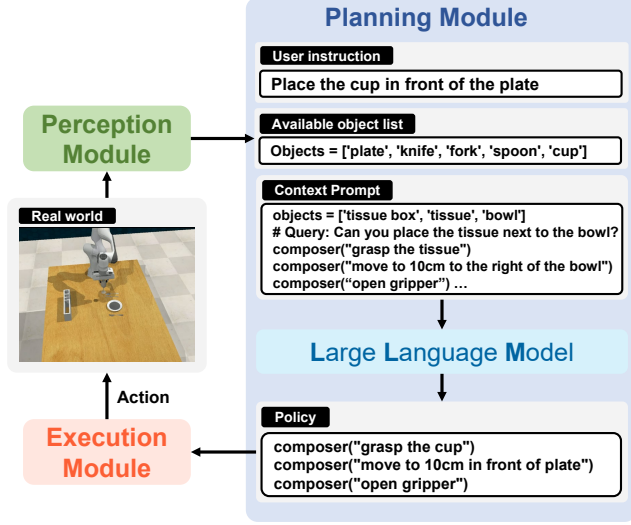 Planning Module
User instruction
Place the cup in front of the plate
Perception
Module
Available object list
Objects = ['plate', 'knife', 'fork', 'spoon', 'cup']
Context Prompt
objects = ['tissue box', 'tissue', 'bowl']
# Query: Can you place the tissue next to the bowl?
composer("grasp the tissue")
composer("move to 10cm to the right of the bowl")
composer(“open gripper”) ...
Real world
Large Language Model
Action
Execution
Module
Policy
composer("grasp the cup")
composer("move to 10cm in front of plate")
composer("open gripper")